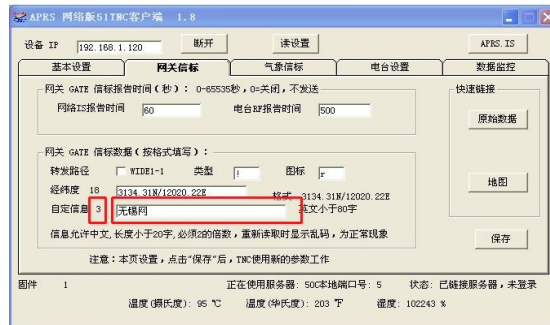 APRS 网络版51TNC客户端 1.8
设备 IP 192.168.1.120 断开 读设置 APRS.IS
基本设置 网关信标 气象信标 电台设置 数据监控
网关 GATE 信标报告时间(秒): 0-65535秒,0=关闭,不发送
网络IS报告时间 60 电台RF报告时间 500
快速链接
原始数据
地图
保存
网关 GATE 信标数据(按格式填写):
转发路径 WIDE1-1 类型 ! 图标 r
经纬度 18 3134.31N/12020.22E 格式 3134.31N/12020.22E
自定信息 3 无锡网 英文小于80字
信息允许中文,长度小于20字,必须2的倍数,重新读取时显示乱码,为正常现象
注意:本页设置,点击"保存"后,TNC使用新的参数工作
固件 1 正在使用服务器: 50C本地端口号: 5 状态: 已链接服务器,未登录
温度(摄氏度): 95 ℃ 温度(华氏度): 203 ℉ 湿度: 102243 %